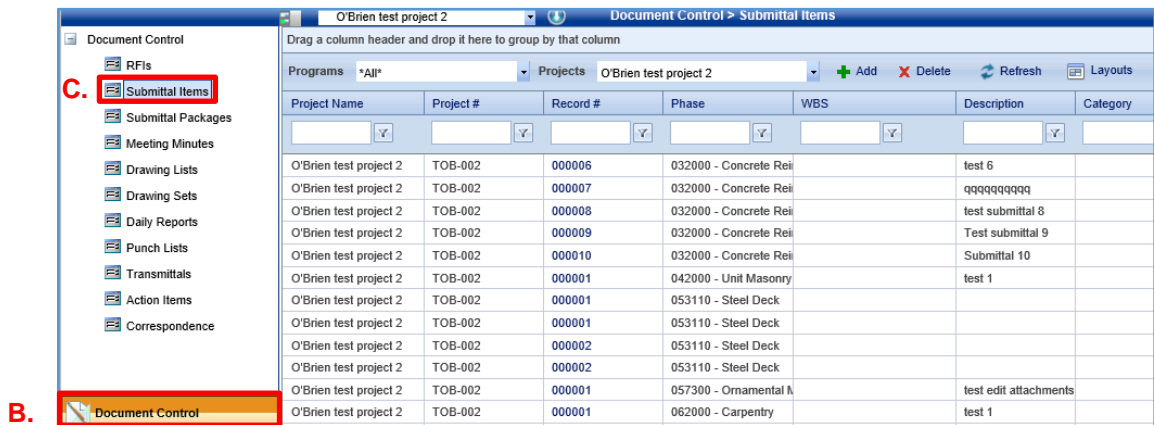 O'Brien test project 2 Document Control > Submittal Items
Document Control
Drag a column header and drop it here to group by that column
RFIs
Programs *All* Projects O'Brien test project 2 Add Delete Refresh Layouts
C. Submittal Items
Project Name Project # Record # Phase WBS Description Category
Submittal Packages
Meeting Minutes
Drawing Lists
Drawing Sets
Daily Reports
Punch Lists
Transmittals
Action Items
Correspondence
O'Brien test project 2 TOB-002 000006 032000 - Concrete Rei test 6
O'Brien test project 2 TOB-002 000007 032000 - Concrete Rei qqqqqqqqqq
O'Brien test project 2 TOB-002 000008 032000 - Concrete Rei test submittal 8
O'Brien test project 2 TOB-002 000009 032000 - Concrete Rei Test submittal 9
O'Brien test project 2 TOB-002 000010 032000 - Concrete Rei Submittal 10
O'Brien test project 2 TOB-002 000001 042000 - Unit Masonry test 1
O'Brien test project 2 TOB-002 000001 053110 - Steel Deck
O'Brien test project 2 TOB-002 000001 053110 - Steel Deck
O'Brien test project 2 TOB-002 000002 053110 - Steel Deck
O'Brien test project 2 TOB-002 000002 053110 - Steel Deck
O'Brien test project 2 TOB-002 000001 057300 - Ornamental M test edit attachments
O'Brien test project 2 TOB-002 000001 062000 - Carpentry test 1
B. Document Control